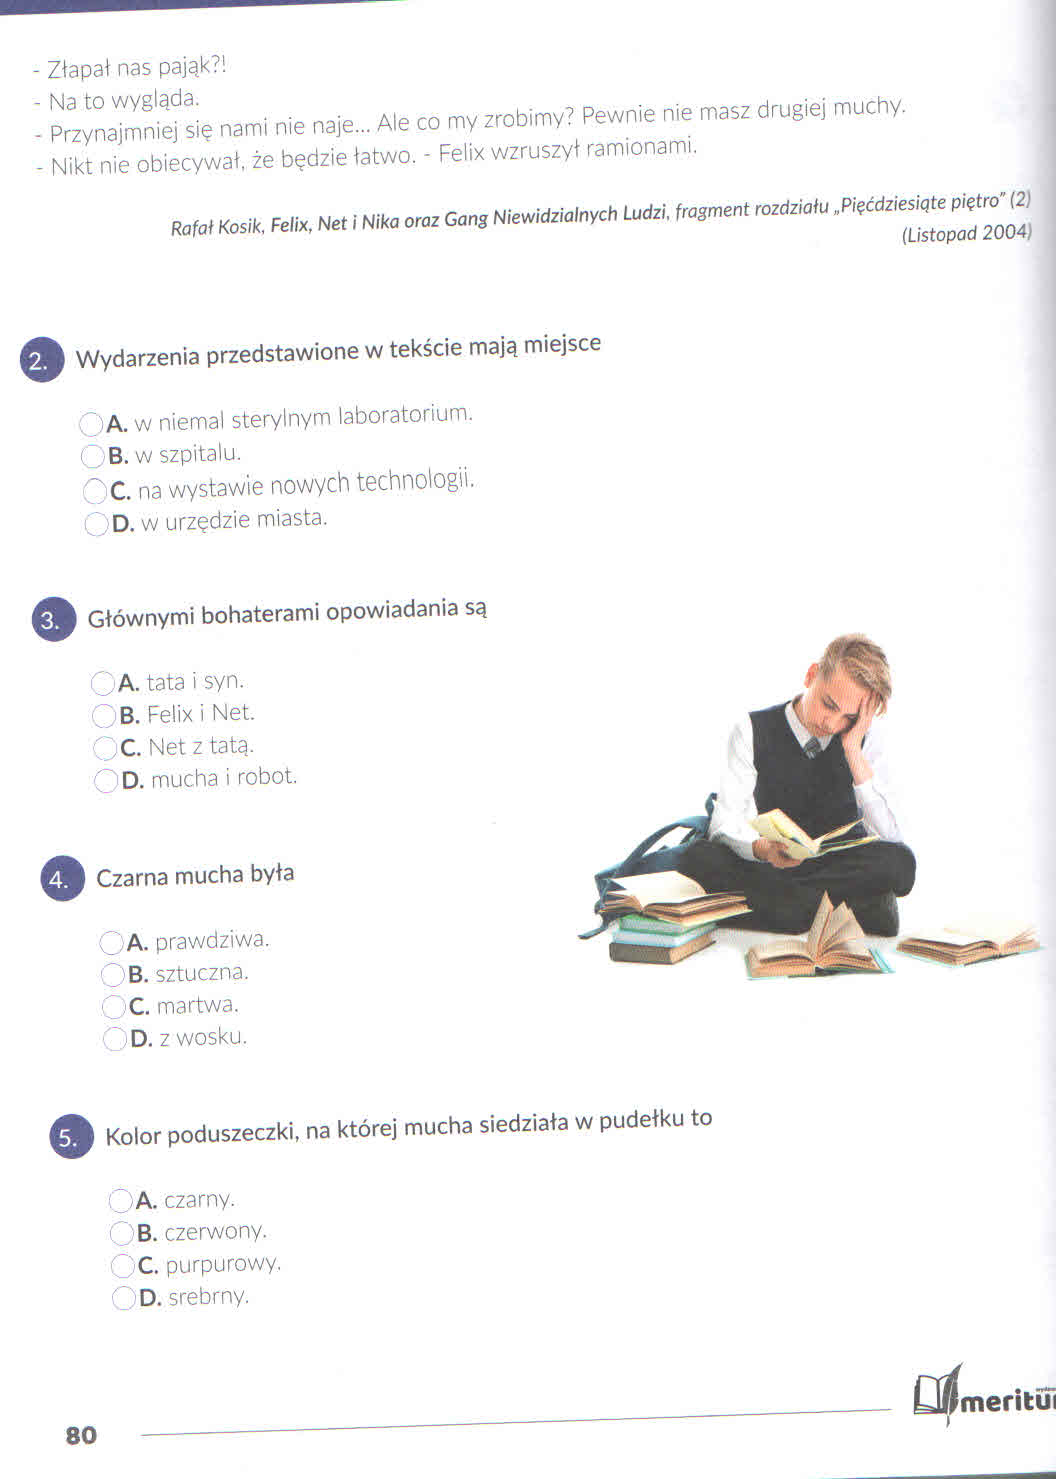 - Złapał nas pająk?!
- Na to wygląda.
- Przynajmniej się nami nie naje... Ale co my zrobimy? Pewnie nie masz drugiej muchy.
- Nikt nie obiecywał, że będzie łatwo. - Felix wzruszył ramionami.
Rafał Kosik, Felix, Net i Nika oraz Gang Niewidzialnych Ludzi, fragment rozdziału „Pięćdziesiąte piętro” (2)
(Listopad 2004)
2. Wydarzenia przedstawione w tekście mają miejsce
A. w niemal sterylnym laboratorium.
B. w szpitalu.
C. na wystawie nowych technologii.
D. w urzędzie miasta.
3. Głównymi bohaterami opowiadania są
A. tata i syn.
B. Felix i Net.
C. Net z tatą.
D. mucha i robot.
4. Czarna mucha była
A. prawdziwa.
B. sztuczna.
C. martwa.
D. z wosku.
5. Kolor poduszeczki, na której mucha siedziała w pudełku to
A. czarny.
B. czerwony.
C. purpurowy.
D. srebrny.
80